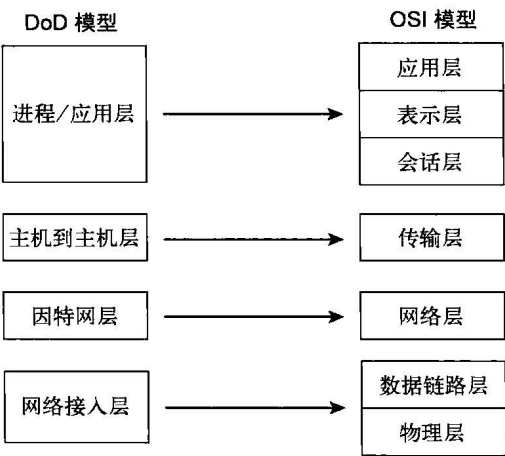 DoD 模型
OSI 模型
进程/应用层
应用层
表示层
会话层
主机到主机层
传输层
因特网层
网络层
网络接入层
数据链路层
物理层